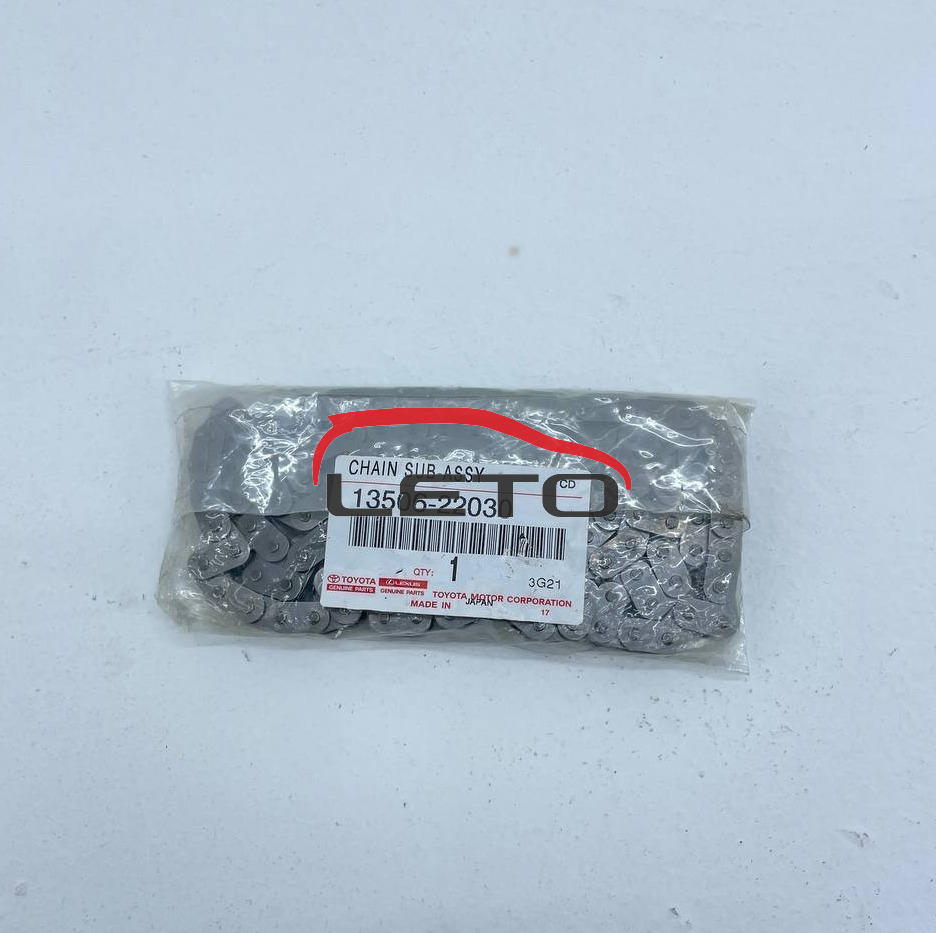 CHAIN SUB-ASSY
CD
13506-22030
LETO
QTY: 1
3G21
TOYOTA
GENUINE PARTS
LEXUS
GENUINE PARTS
TOYOTA MOTOR CORPORATION
MADE IN JAPAN
17